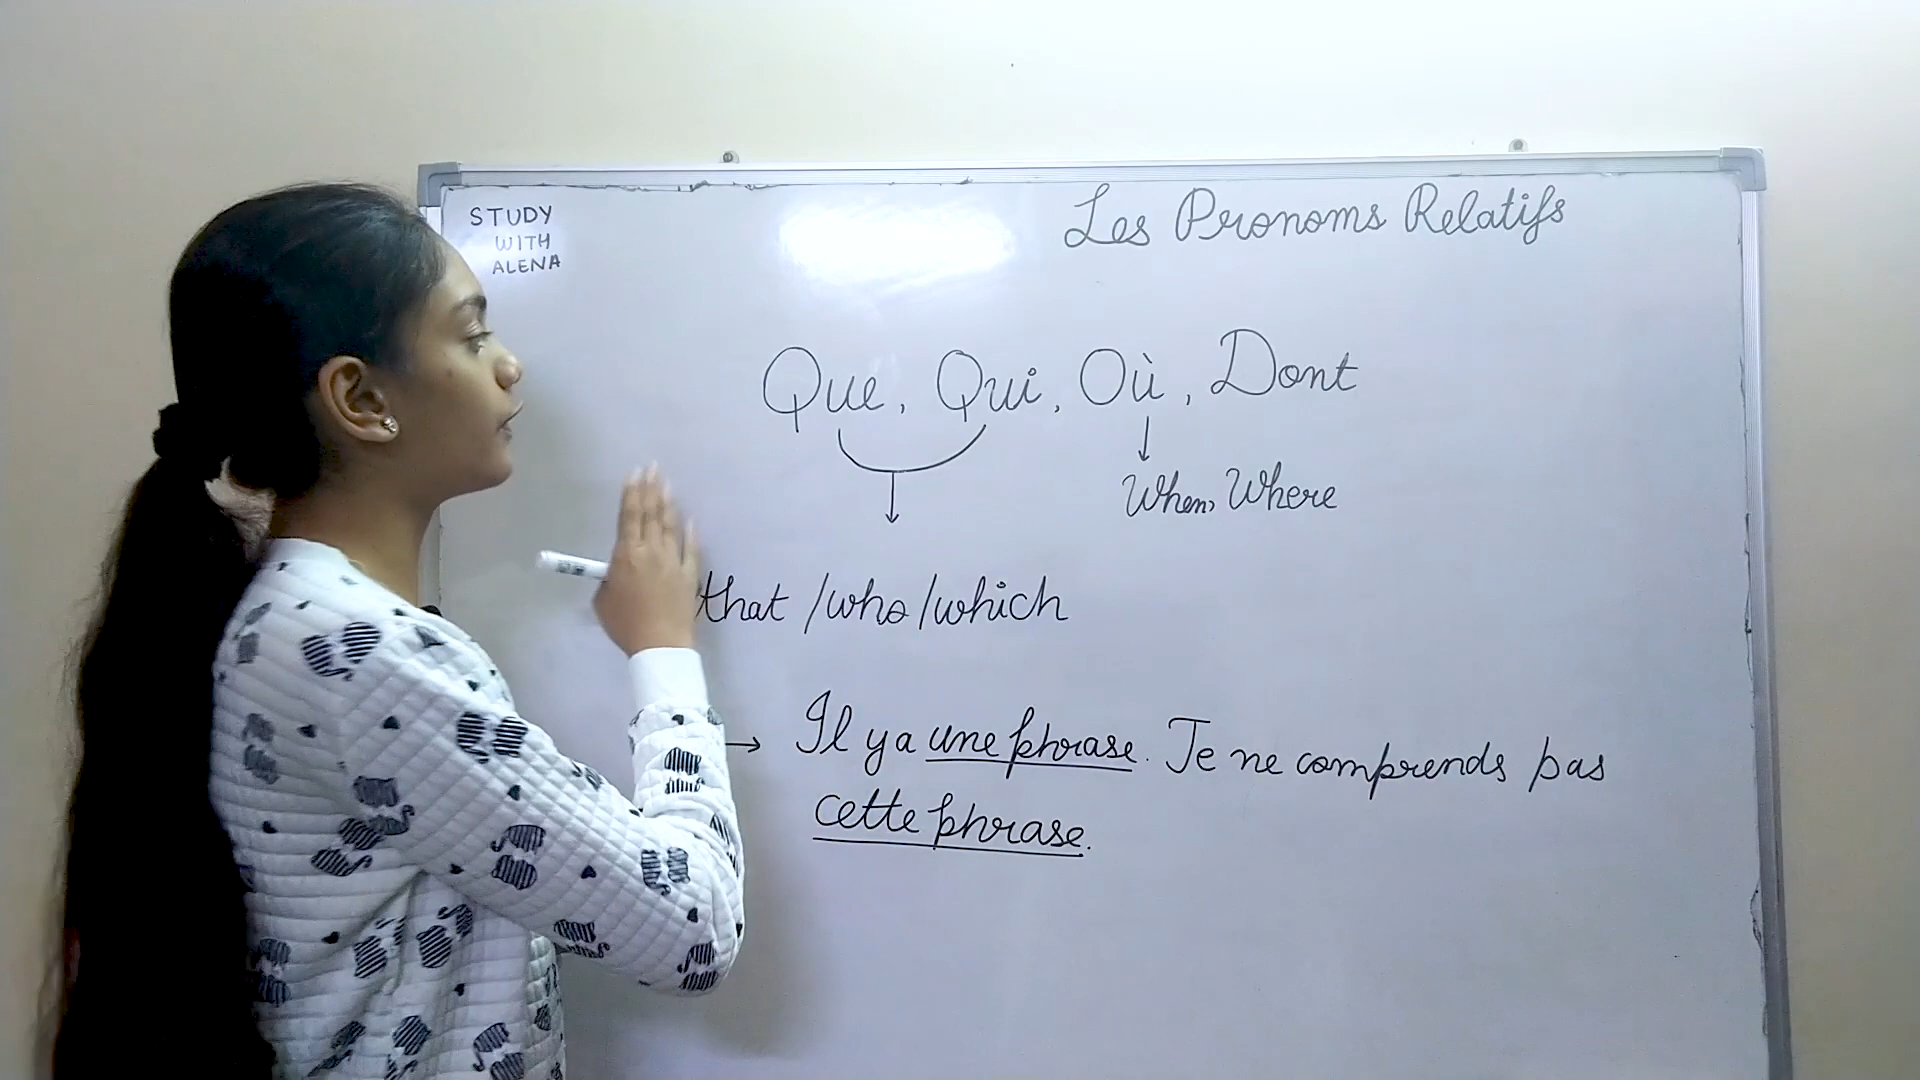 STUDY
WITH
ALENA
Les Pronoms Relatifs
Que, Qui, Où, Dont
When, Where
that /who/which
→ Il ya une phrase. Je ne comprends pas
cette phrase.